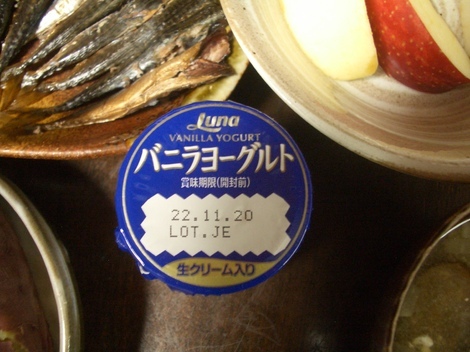 Luna
VANILLA YOGURT
バニラヨーグルト
賞味期限(開封前)
22.11.20
LOT.JE
生クリーム入り